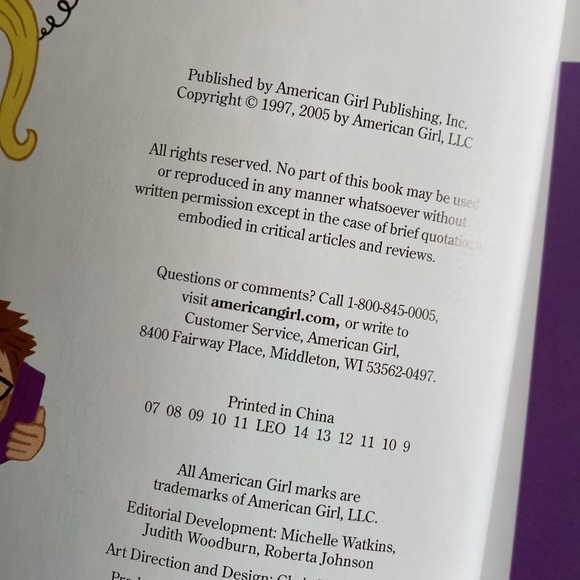 Published by American Girl Publishing, Inc.
Copyright © 1997, 2005 by American Girl, LLC
All rights reserved. No part of this book may be used
or reproduced in any manner whatsoever without
written permission except in the case of brief quotations
embodied in critical articles and reviews.
Questions or comments? Call 1-800-845-0005,
visit americangirl.com, or write to
Customer Service, American Girl,
8400 Fairway Place, Middleton, WI 53562-0497.
Printed in China
07 08 09 10 11 LEO 14 13 12 11 10 9
All American Girl marks are
trademarks of American Girl, LLC.
Editorial Development: Michelle Watkins,
Judith Woodburn, Roberta Johnson
Art Direction and Design: